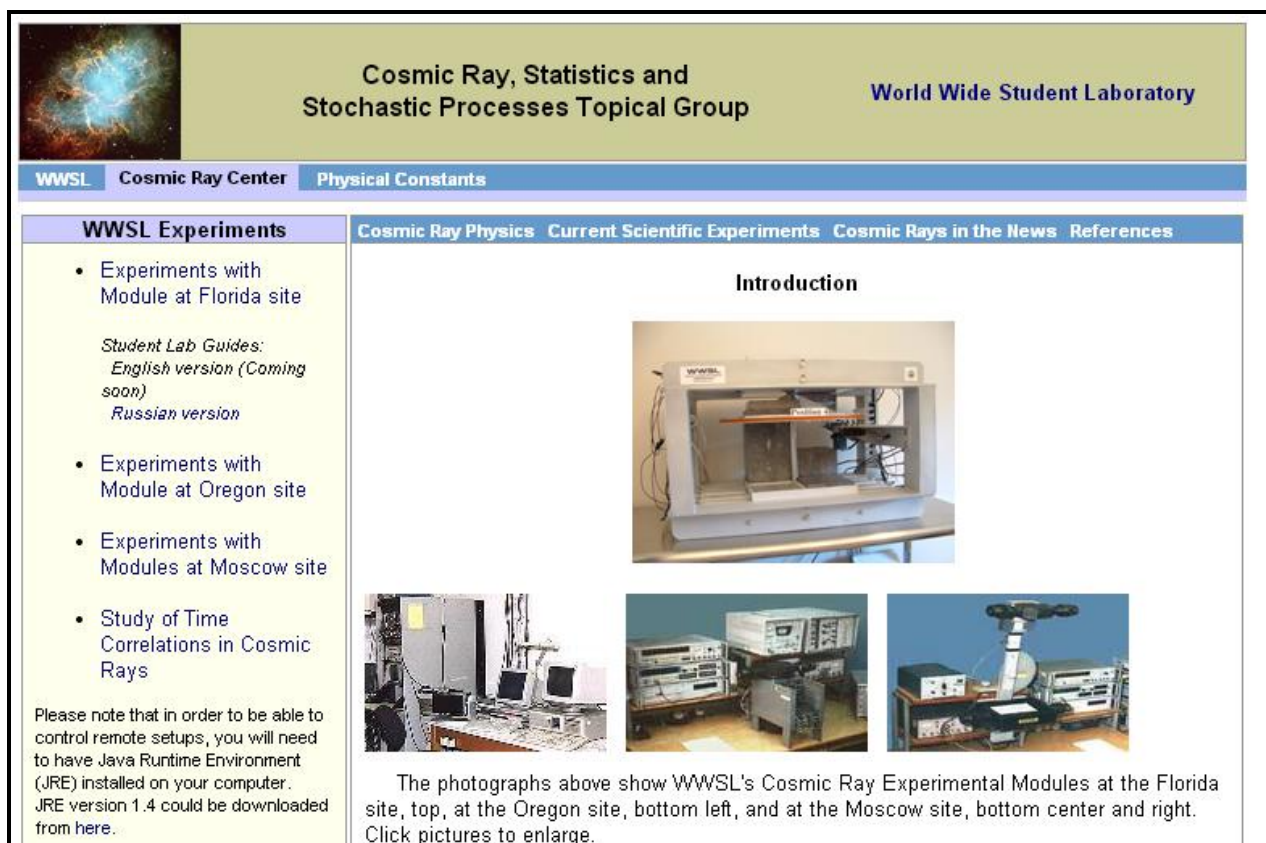 Cosmic Ray, Statistics and
Stochastic Processes Topical Group
World Wide Student Laboratory
WWSL Cosmic Ray Center Physical Constants
WWSL Experiments
• Experiments with
Module at Florida site
Student Lab Guides:
English version (Coming
soon)
Russian version
• Experiments with
Module at Oregon site
• Experiments with
Modules at Moscow site
• Study of Time
Correlations in Cosmic
Rays
Please note that in order to be able to
control remote setups, you will need
to have Java Runtime Environment
(JRE) installed on your computer.
JRE version 1.4 could be downloaded
from here.
Cosmic Ray Physics Current Scientific Experiments Cosmic Rays in the News References
Introduction
WWSL
Position
The photographs above show WWSL's Cosmic Ray Experimental Modules at the Florida
site, top, at the Oregon site, bottom left, and at the Moscow site, bottom center and right.
Click pictures to enlarge.